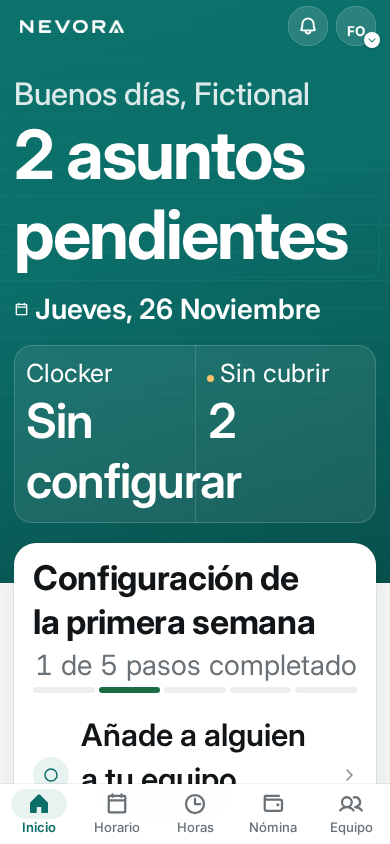 NEVORA
FO
Buenos días, Fictional
2 asuntos
pendientes
Jueves, 26 Noviembre
Clocker
Sin
configurar
Sin cubrir
2
Configuración de
la primera semana
1 de 5 pasos completado
Añade a alguien
a tu equipo
Inicio
Horario
Horas
Nómina
Equipo